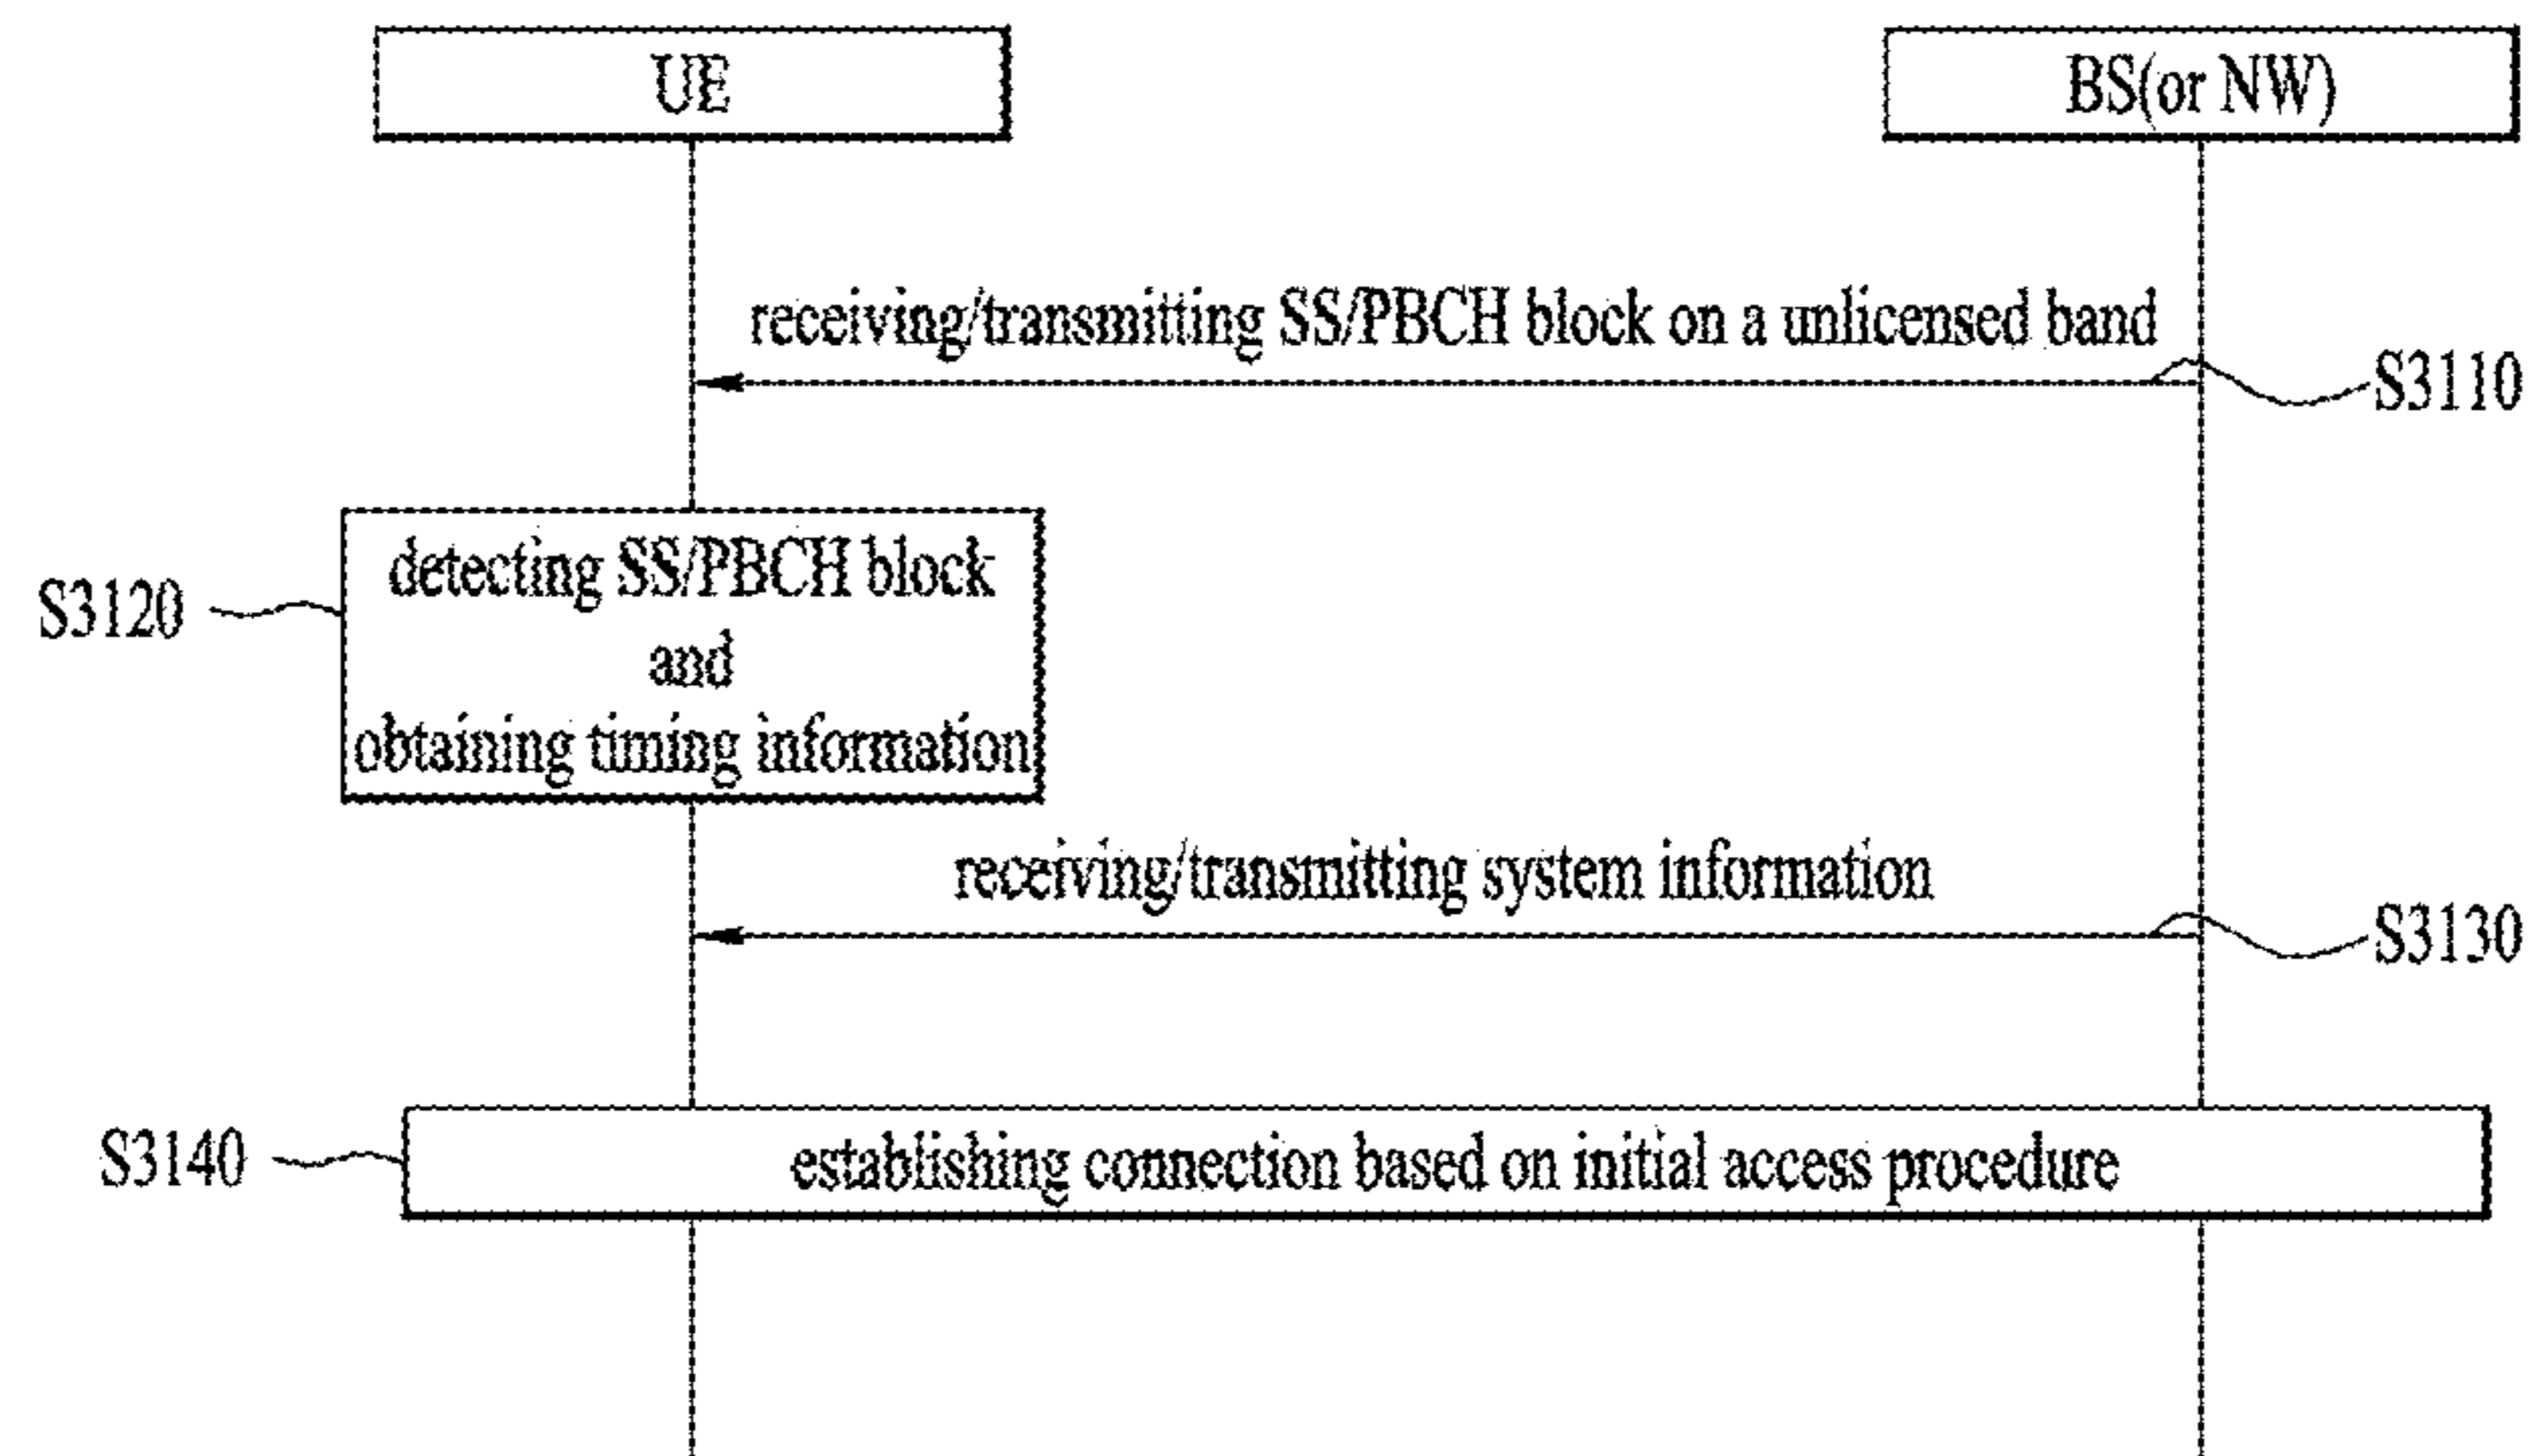 UE
BS(or NW)
receiving/transmitting SS/PBCH block on a unlicensed band
S3110
detecting SS/PBCH block
and
obtaining timing information
S3120
receiving/transmitting system information
S3130
S3140
establishing connection based on initial access procedure